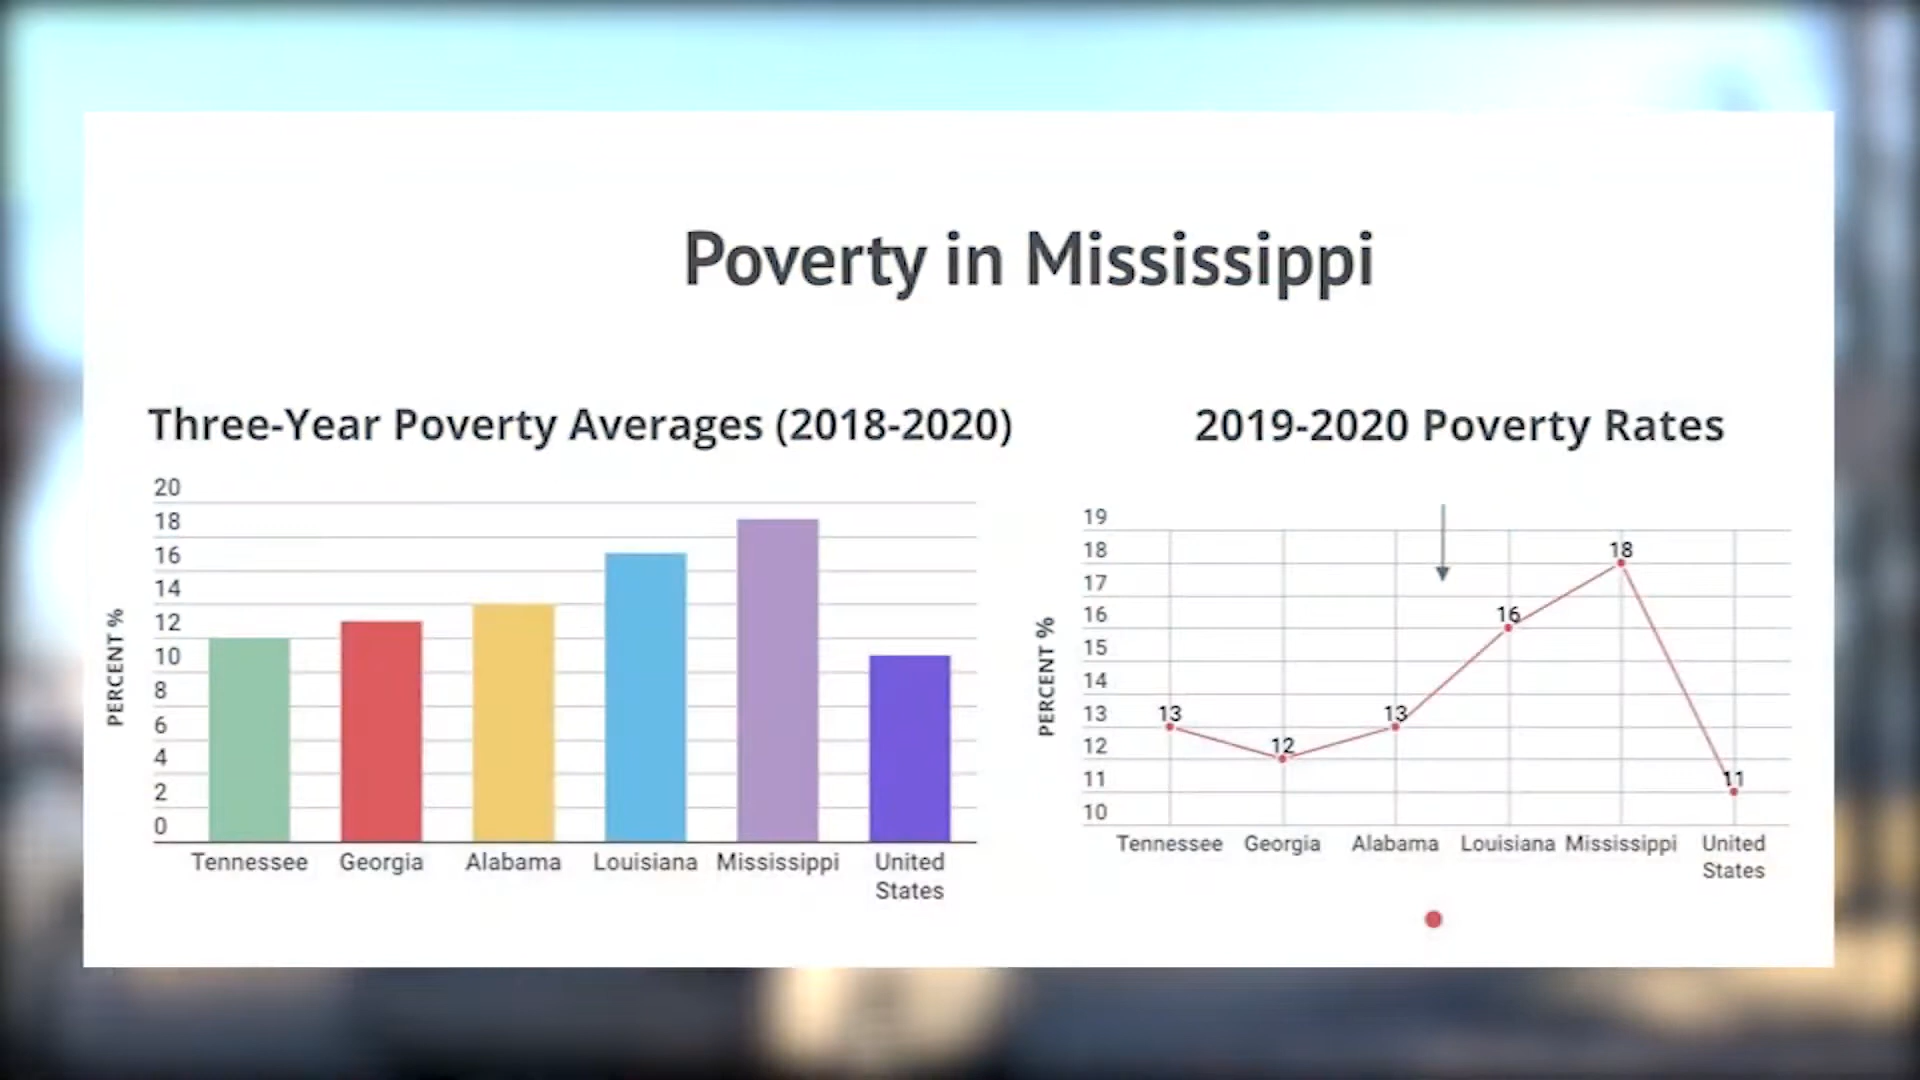 Poverty in Mississippi
Three-Year Poverty Averages (2018-2020)
PERCENT %
20
18
16
14
12
10
8
6
4
2
0
Tennessee Georgia Alabama Louisiana Mississippi United States
2019-2020 Poverty Rates
PERCENT %
19
18
17
16
15
14
13
12
11
10
13 12 13 16 18 11
Tennessee Georgia Alabama Louisiana Mississippi United States